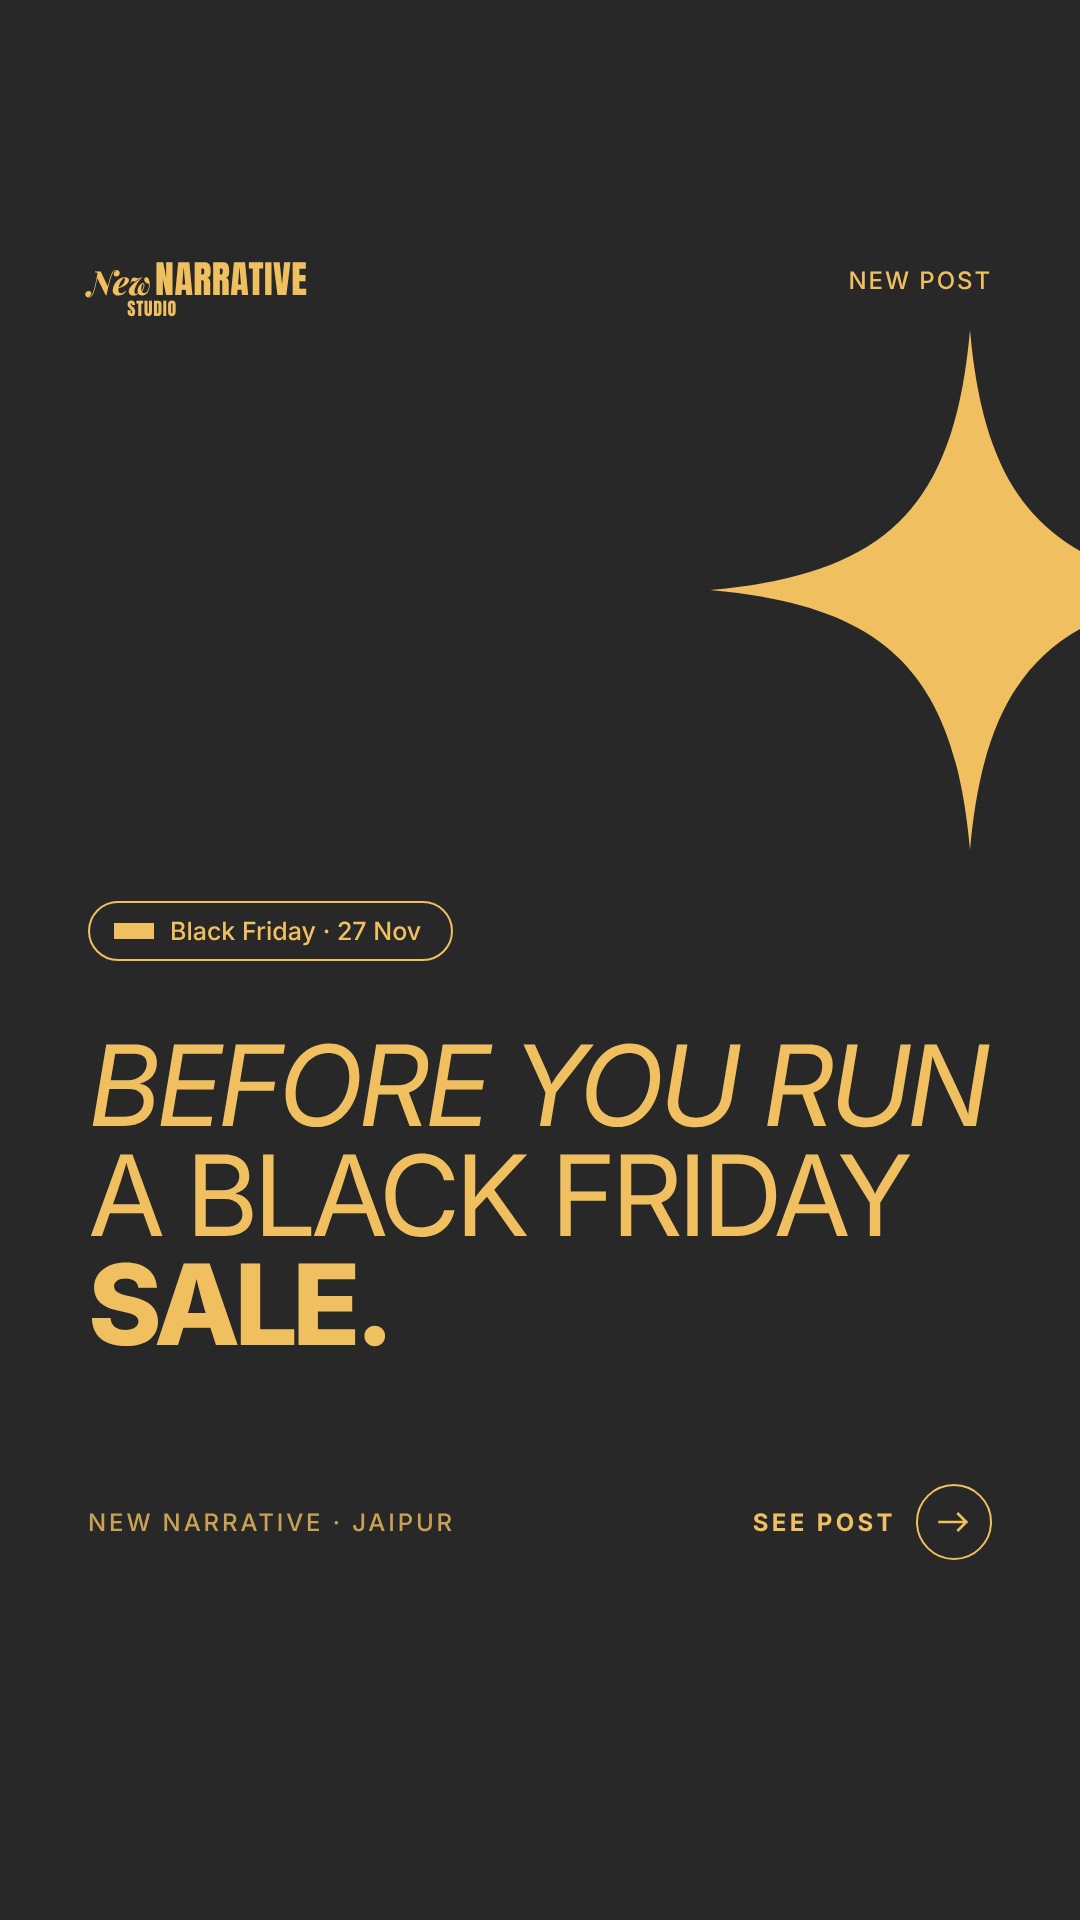 New NARRATIVE
STUDIO
NEW POST
Black Friday · 27 Nov
BEFORE YOU RUN
A BLACK FRIDAY
SALE.
NEW NARRATIVE · JAIPUR
SEE POST →